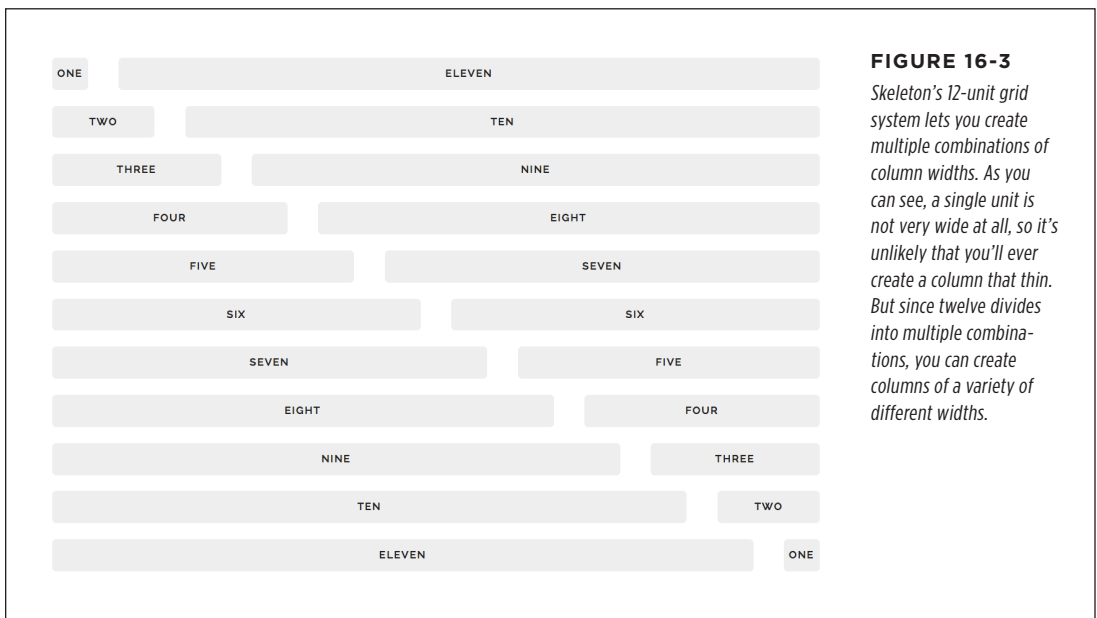 ONE ELEVEN
TWO TEN
THREE NINE
FOUR EIGHT
FIVE SEVEN
SIX SIX
SEVEN FIVE
EIGHT FOUR
NINE THREE
TEN TWO
ELEVEN ONE
FIGURE 16-3
Skeleton's 12-unit grid
system lets you create
multiple combinations of
column widths. As you
can see, a single unit is
not very wide at all, so it's
unlikely that you'll ever
create a column that thin.
But since twelve divides
into multiple combina-
tions, you can create
columns of a variety of
different widths.